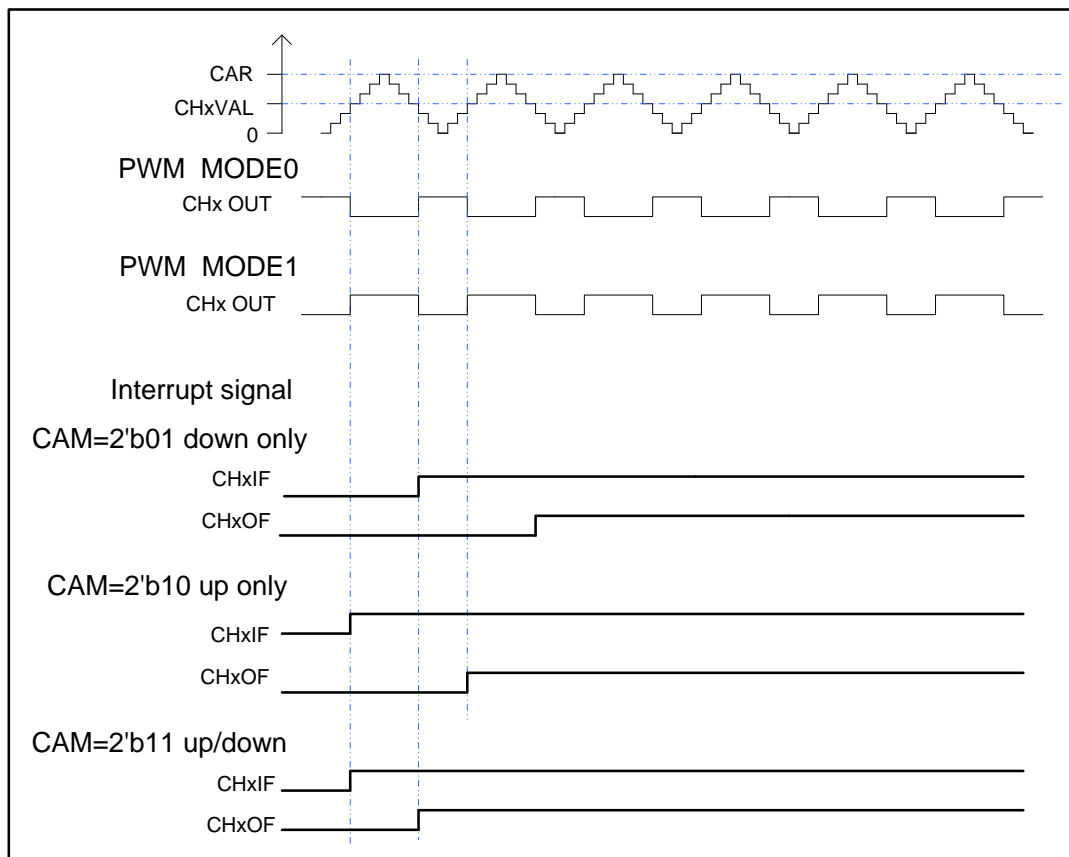 CAR
CHxVAL
0
PWM MODE0
CHx OUT
PWM MODE1
CHx OUT
Interrupt signal
CAM=2'b01 down only
CHxIF
CHxOF
CAM=2'b10 up only
CHxIF
CHxOF
CAM=2'b11 up/down
CHxIF
CHxOF